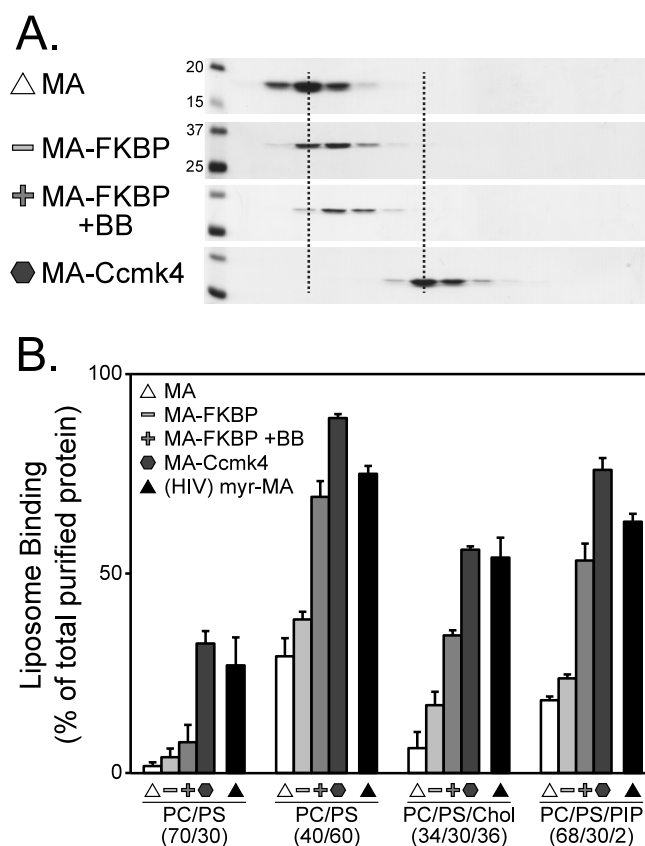 A.
MA
MA-FKBP
MA-FKBP
+BB
MA-Ccmk4
20
15
37
25
B.
Liposome Binding
(% of total purified protein)
100
50
0
MA
MA-FKBP
MA-FKBP +BB
MA-Ccmk4
(HIV) myr-MA
PC/PS
(70/30)
PC/PS
(40/60)
PC/PS/Chol
(34/30/36)
PC/PS/PIP
(68/30/2)